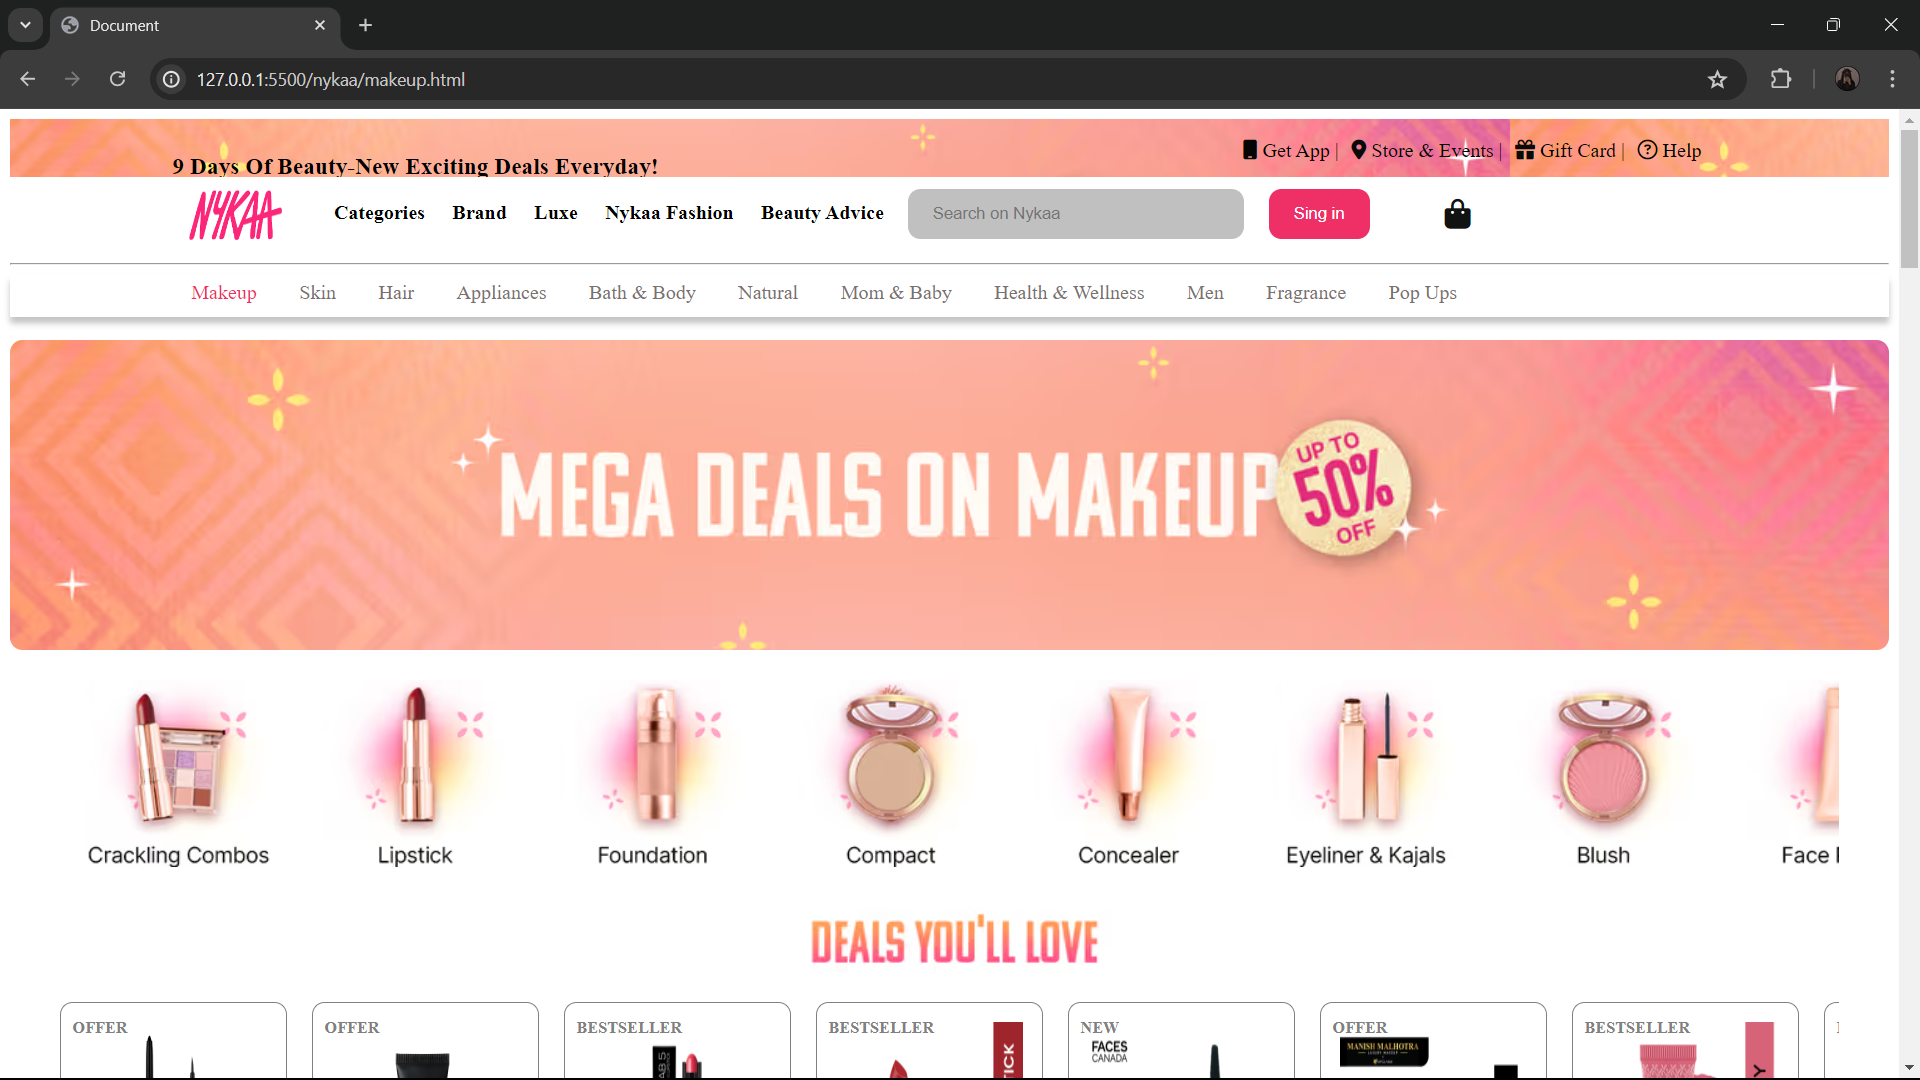 Document
127.0.0.1:5500/nykaa/makeup.html
9 Days Of Beauty-New Exciting Deals Everyday!
Get App | Store & Events | Gift Card | Help
NYKAA Categories Brand Luxe Nykaa Fashion Beauty Advice Search on Nykaa Sing in
Makeup Skin Hair Appliances Bath & Body Natural Mom & Baby Health & Wellness Men Fragrance Pop Ups
MEGA DEALS ON MAKEUP
UP TO
50%
OFF
Crackling Combos Lipstick Foundation Compact Concealer Eyeliner & Kajals Blush Face
DEALS YOU'LL LOVE
OFFER OFFER BESTSELLER BESTSELLER NEW OFFER BESTSELLER
FACES
CANADA
MANISH MALHOTRA